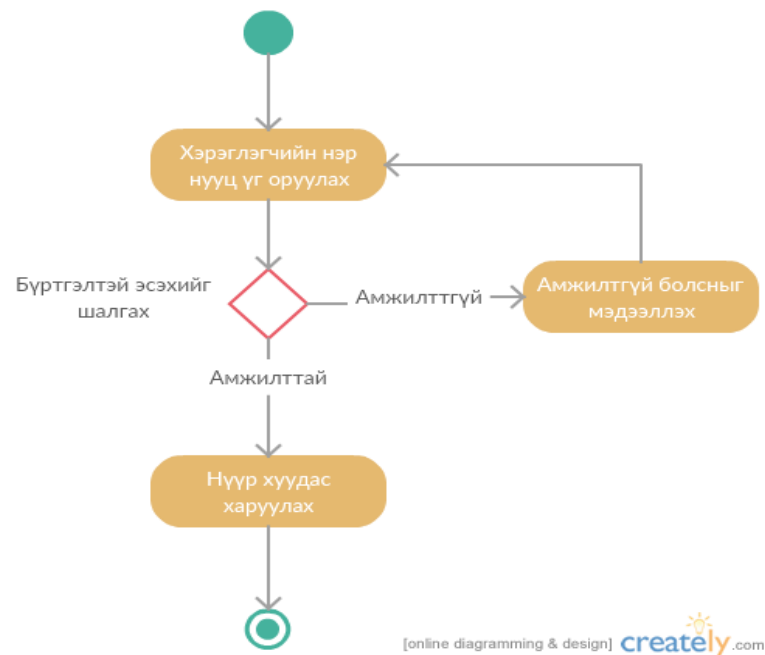 Хэрэглэгчийн нэр
нууц үг оруулах
Бүртгэлтэй эсэхийг
шалгах
Амжилттгүй
Амжилтгүй болсныг
мэдээллэх
Амжилттай
Нүүр хуудас
харуулах
[online diagramming & design] creately.com